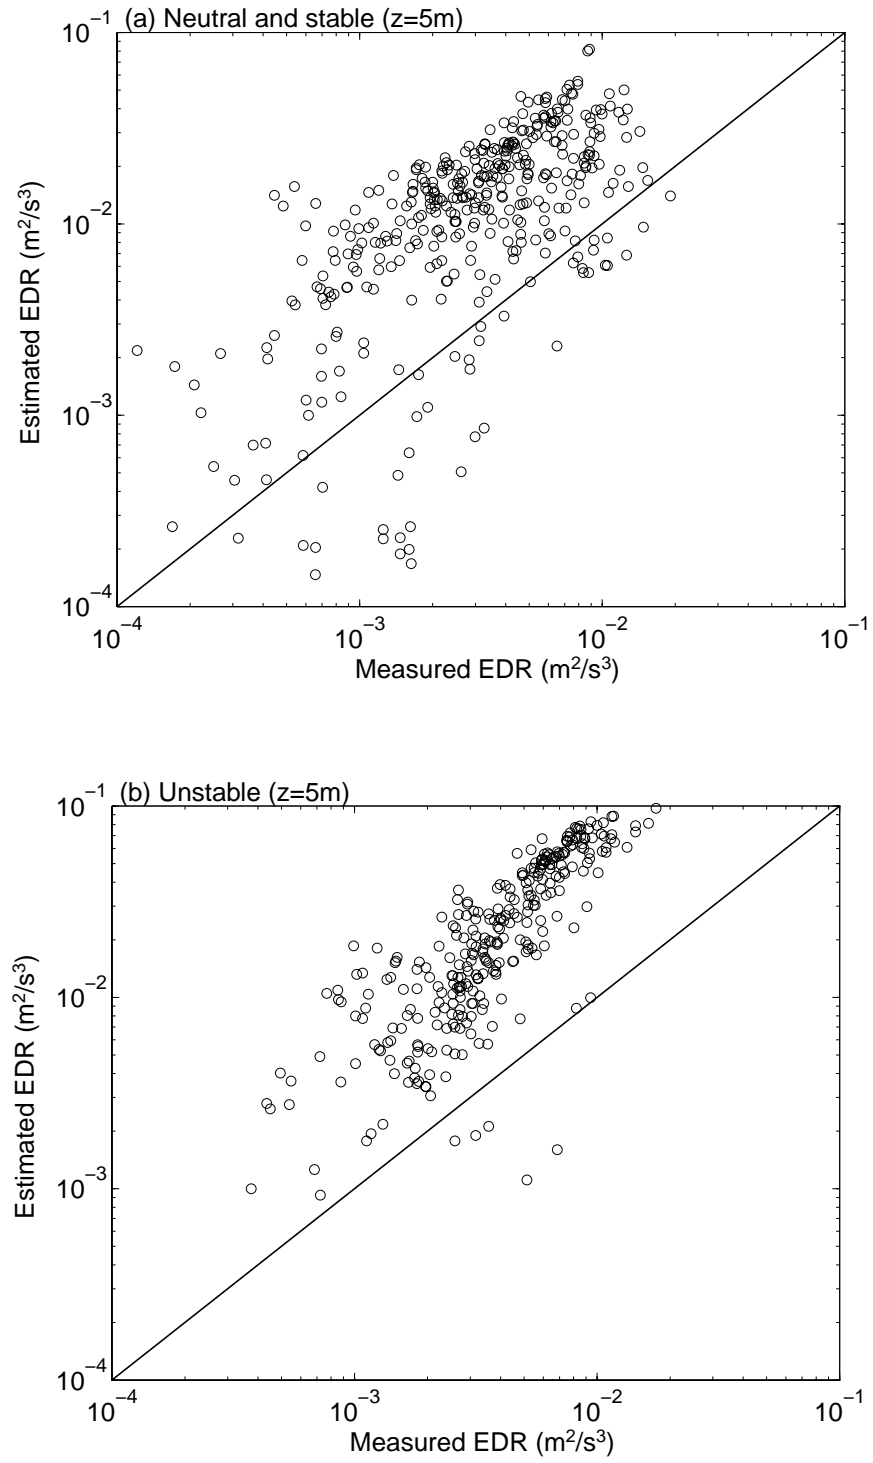 (a) Neutral and stable (z=5m)
10⁻¹
10⁻²
10⁻³
10⁻⁴
Estimated EDR (m²/s³)
10⁻⁴ 10⁻³ 10⁻² 10⁻¹
Measured EDR (m²/s³)
(b) Unstable (z=5m)
10⁻¹
10⁻²
10⁻³
10⁻⁴
Estimated EDR (m²/s³)
10⁻⁴ 10⁻³ 10⁻² 10⁻¹
Measured EDR (m²/s³)